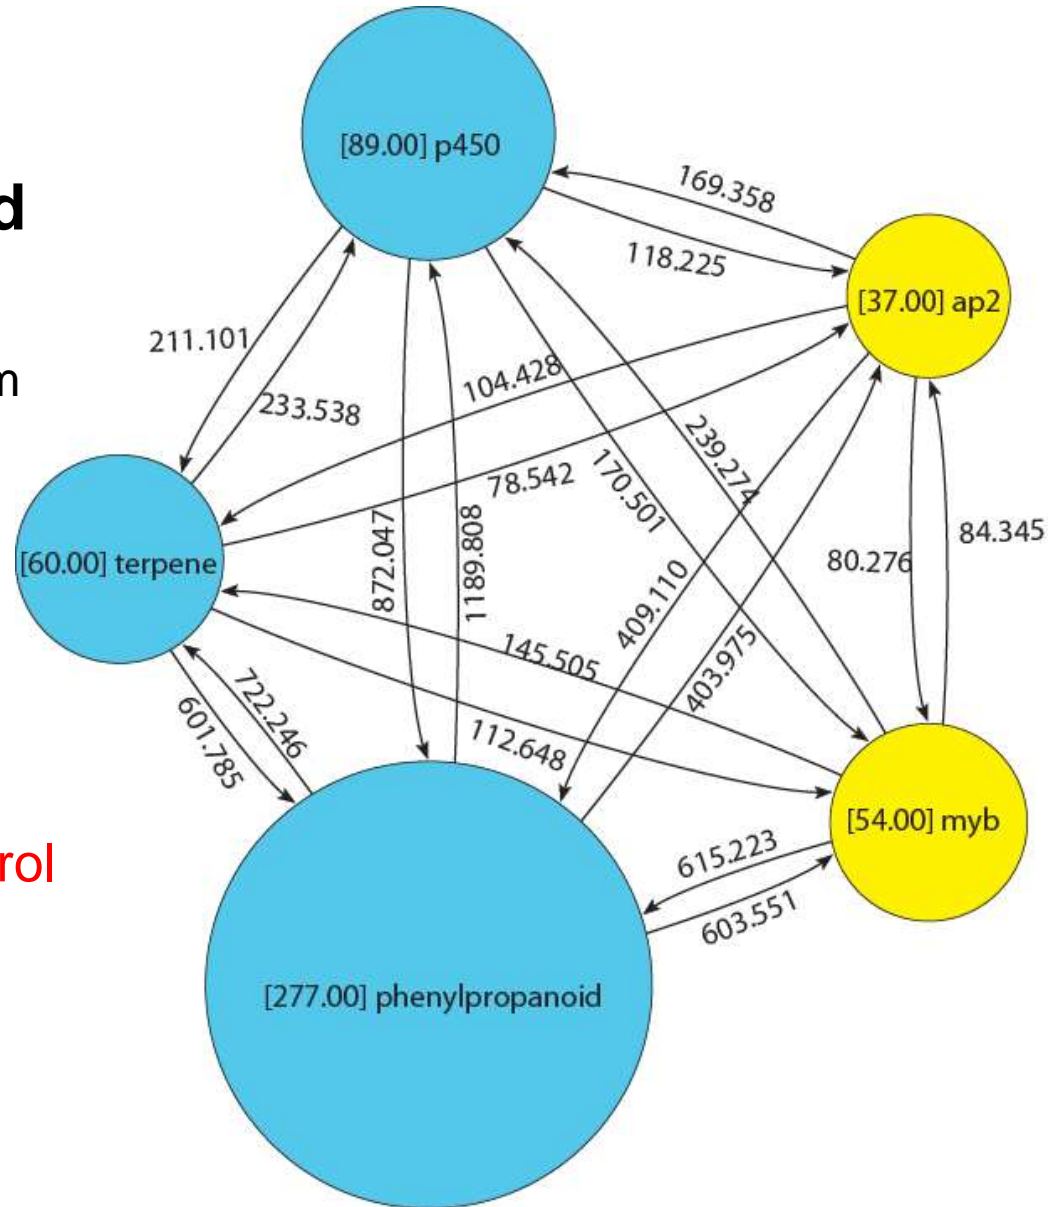 [89.00] p450
169.358
d
118.225
[37.00] ap2
211.101
m
104.428
233.538
239.274
78.542
170.501
84.345
[60.00] terpene
872.047
1189.808
80.276
409.110
145.505
403.975
722.246
601.785
112.648
[54.00] myb
615.223
rol
603.551
[277.00] phenylpropanoid